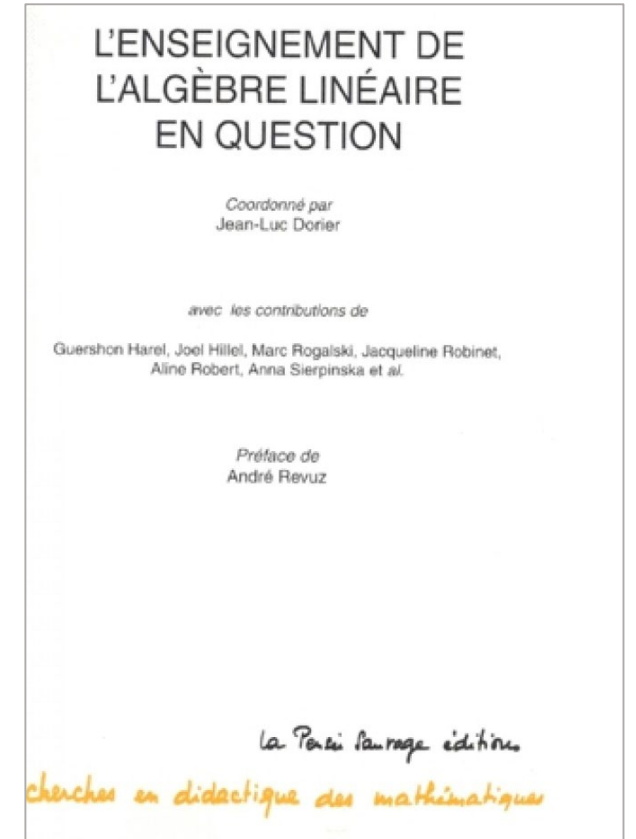 L'ENSEIGNEMENT DE
L'ALGÈBRE LINÉAIRE
EN QUESTION
Coordonné par
Jean-Luc Dorier
avec les contributions de
Guershon Harel, Joel Hillel, Marc Rogalski, Jacqueline Robinet,
Aline Robert, Anna Sierpinska et al.
Préface de
André Revuz
La Pensée Sauvage éditions
cherches en didactique des mathématiques